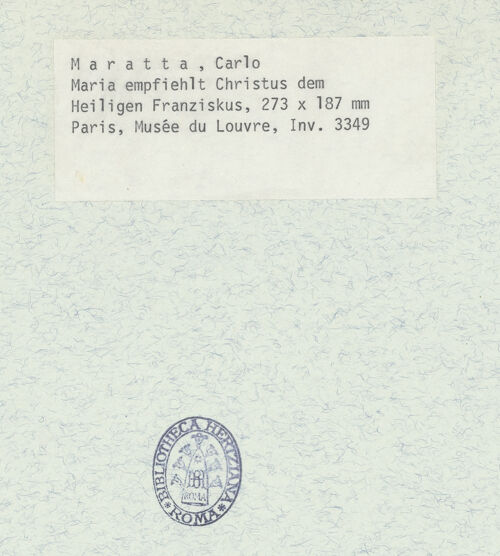 M a r a t t a , Carlo
Maria empfiehlt Christus dem
Heiligen Franziskus, 273 x 187 mm
Paris, Musée du Louvre, Inv. 3349
BIBLIOTHECA HERTZIANA
ROMA
* ROMA *